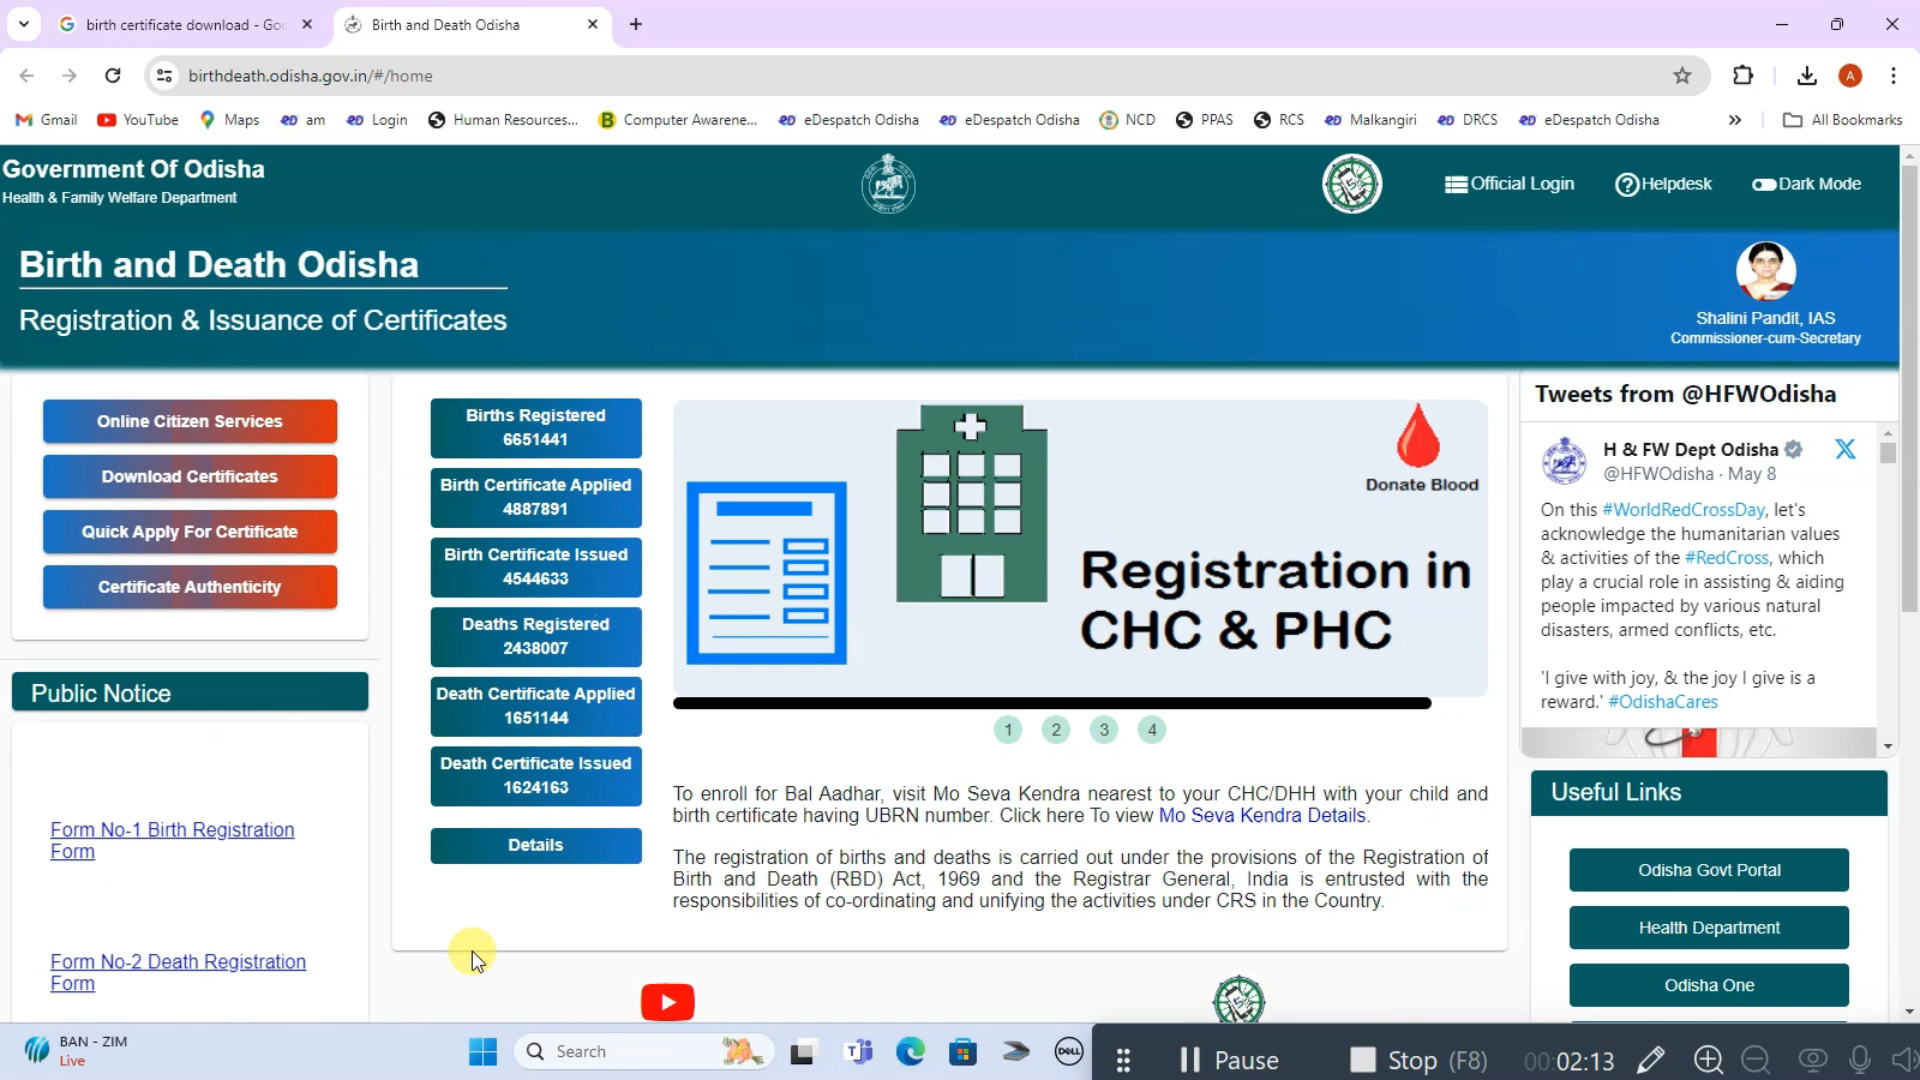 birth certificate download - Goo
Birth and Death Odisha
birthdeath.odisha.gov.in/#/home
Gmail
YouTube
Maps
am
Login
Human Resources...
Computer Awarene...
eDespatch Odisha
eDespatch Odisha
NCD
PPAS
RCS
Malkangiri
DRCS
eDespatch Odisha
All Bookmarks
A
Government Of Odisha
Health & Family Welfare Department
Official Login
Helpdesk
Dark Mode
Birth and Death Odisha
Registration & Issuance of Certificates
Shalini Pandit, IAS
Commissioner-cum-Secretary
Online Citizen Services
Download Certificates
Quick Apply For Certificate
Certificate Authenticity
Public Notice
Form No-1 Birth Registration
Form
Form No-2 Death Registration
Form
Births Registered
6651441
Birth Certificate Applied
4887891
Birth Certificate Issued
4544633
Deaths Registered
2438007
Death Certificate Applied
1651144
Death Certificate Issued
1624163
Details
Donate Blood
Registration in
CHC & PHC
1 2 3 4
To enroll for Bal Aadhar, visit Mo Seva Kendra nearest to your CHC/DHH with your child and
birth certificate having UBRN number. Click here To view Mo Seva Kendra Details.
The registration of births and deaths is carried out under the provisions of the Registration of
Birth and Death (RBD) Act, 1969 and the Registrar General, India is entrusted with the
responsibilities of co-ordinating and unifying the activities under CRS in the Country.
Tweets from @HFWOdisha
H & FW Dept Odisha
@HFWOdisha · May 8
On this #WorldRedCrossDay, let's
acknowledge the humanitarian values
& activities of the #RedCross, which
play a crucial role in assisting & aiding
people impacted by various natural
disasters, armed conflicts, etc.
'I give with joy, & the joy I give is a
reward.' #OdishaCares
Useful Links
Odisha Govt Portal
Health Department
Odisha One
BAN - ZIM
Live
Search
DELL
Pause
Stop (F8)
00:02:13